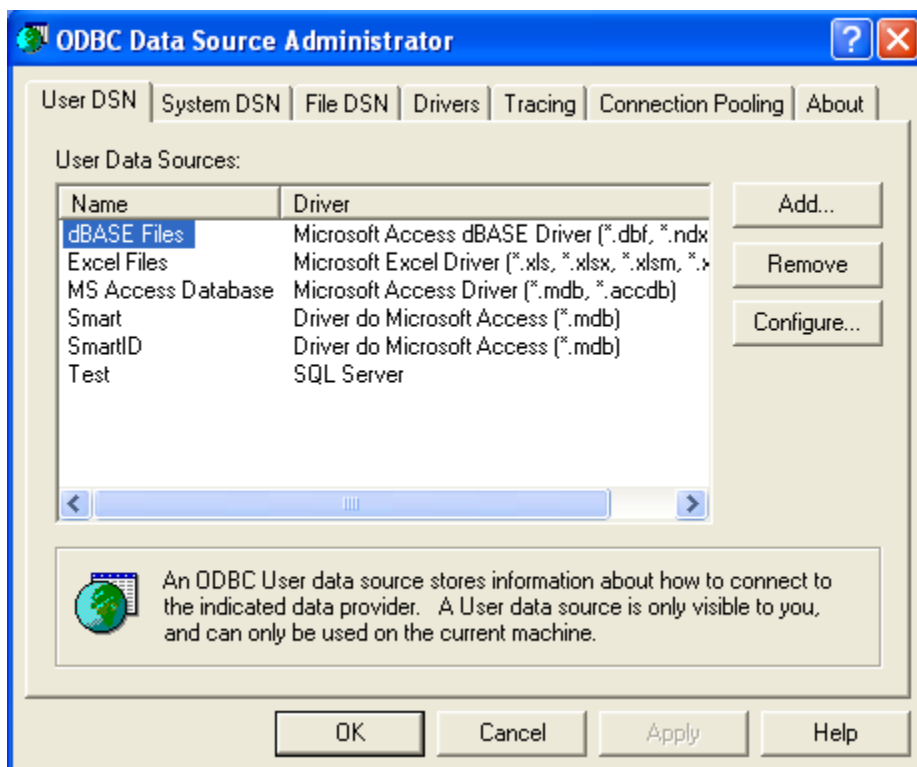 ODBC Data Source Administrator
User DSN System DSN File DSN Drivers Tracing Connection Pooling About
User Data Sources:
Name Driver
dBASE Files Microsoft Access dBASE Driver (*.dbf, *.ndx
Excel Files Microsoft Excel Driver (*.xls, *.xlsx, *.xlsm, *.x
MS Access Database Microsoft Access Driver (*.mdb, *.accdb)
Smart Driver do Microsoft Access (*.mdb)
SmartID Driver do Microsoft Access (*.mdb)
Test SQL Server
Add...
Remove
Configure...
An ODBC User data source stores information about how to connect to
the indicated data provider. A User data source is only visible to you,
and can only be used on the current machine.
OK Cancel Apply Help